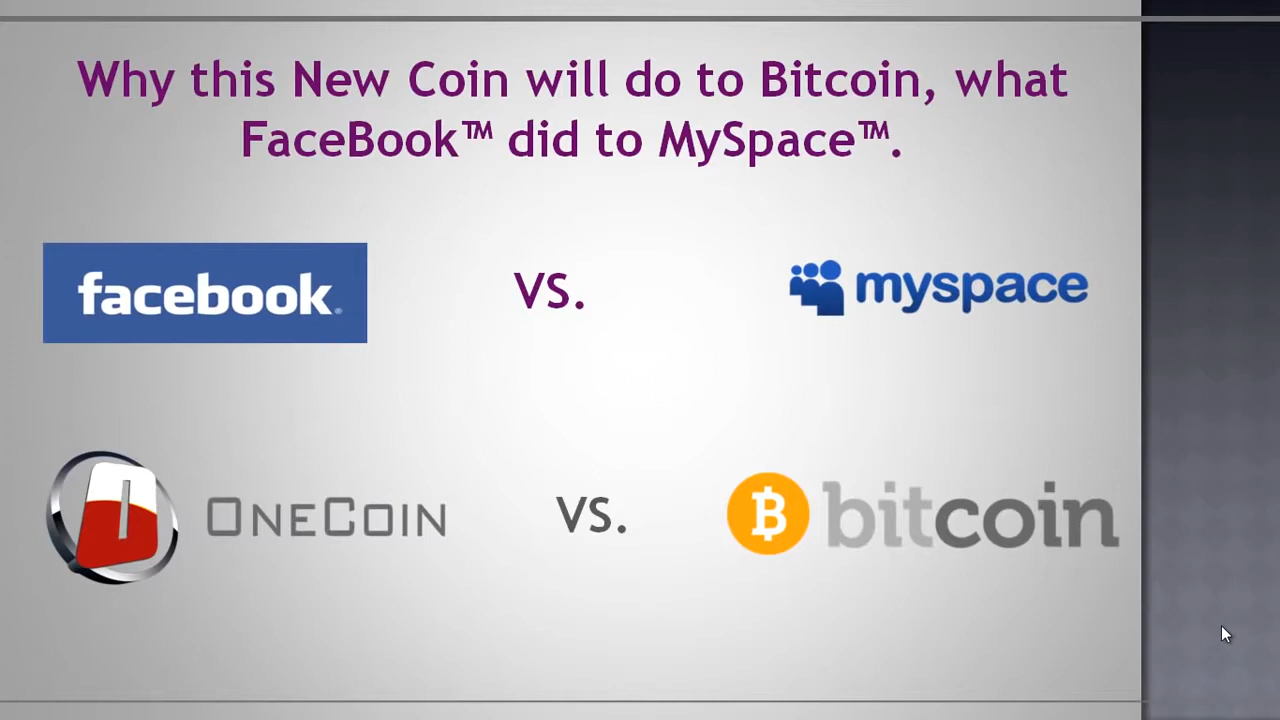 Why this New Coin will do to Bitcoin, what
FaceBook™ did to MySpace™.
facebook®
vs.
myspace
OneCoin
vs.
bitcoin